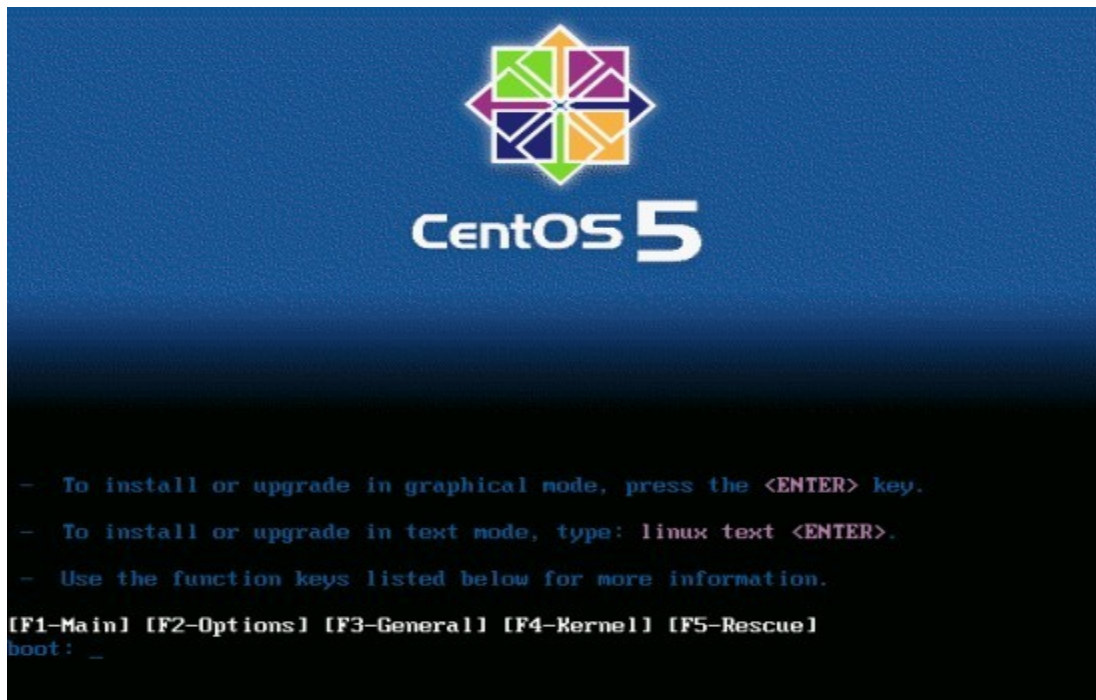 CentOS 5
- To install or upgrade in graphical mode, press the <ENTER> key.
- To install or upgrade in text mode, type: linux text <ENTER>.
- Use the function keys listed below for more information.
[F1-Main] [F2-Options] [F3-General] [F4-Kernel] [F5-Rescue]
boot: _